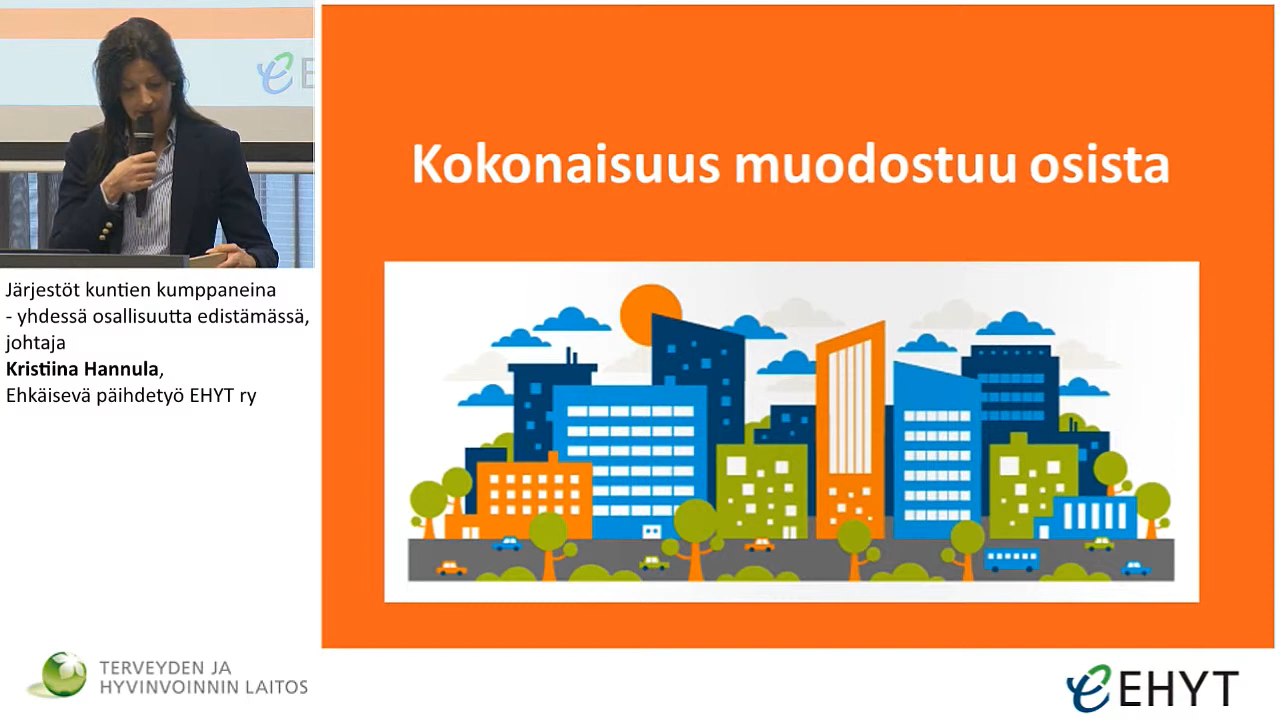 Kokonaisuus muodostuu osista
Järjestöt kuntien kumppaneina
- yhdessä osallisuutta edistämässä,
johtaja
Kristiina Hannula,
Ehkäisevä päihdetyö EHYT ry
TERVEYDEN JA
HYVINVOINNIN LAITOS
EHYT